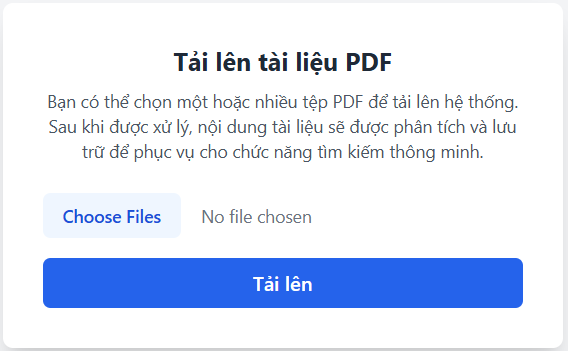 Tải lên tài liệu PDF
Bạn có thể chọn một hoặc nhiều tệp PDF để tải lên hệ thống.
Sau khi được xử lý, nội dung tài liệu sẽ được phân tích và lưu
trữ để phục vụ cho chức năng tìm kiếm thông minh.
Choose Files No file chosen
Tải lên